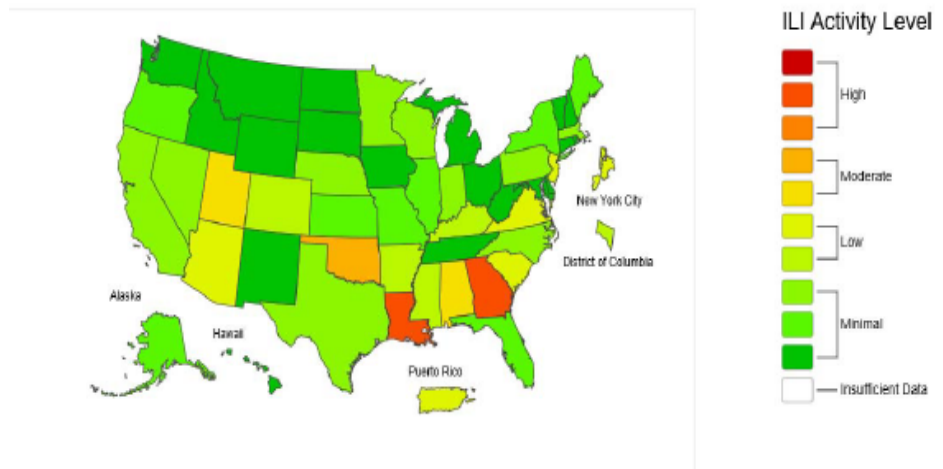 ILI Activity Level
High
Moderate
Low
Minimal
Insufficient Data
New York City
District of Columbia
Alaska
Hawaii
Puerto Rico